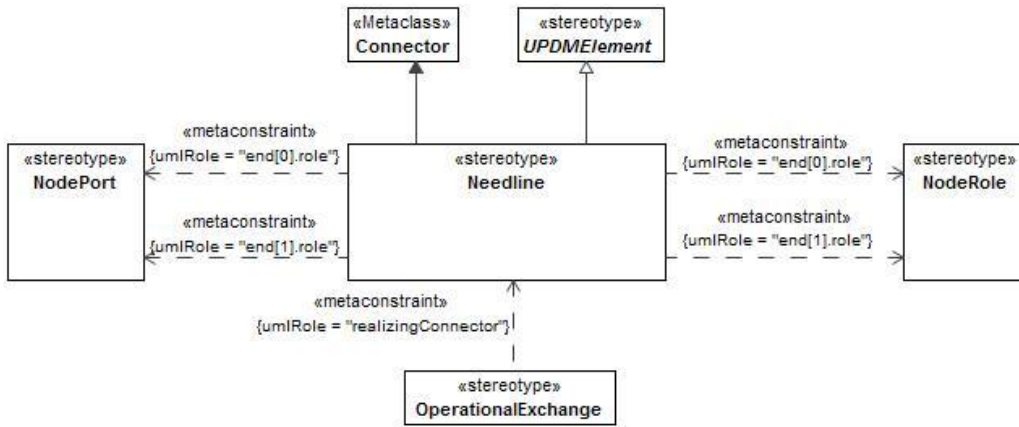 «Metaclass»
Connector
«stereotype»
UPDMElement
«metaconstraint»
{umlRole = "end[0].role"}
«metaconstraint»
{umlRole = "end[0].role"}
«stereotype»
NodePort
«stereotype»
Needline
«stereotype»
NodeRole
«metaconstraint»
{umlRole = "end[1].role"}
«metaconstraint»
{umlRole = "end[1].role"}
«metaconstraint»
{umlRole = "realizingConnector"}
«stereotype»
OperationalExchange